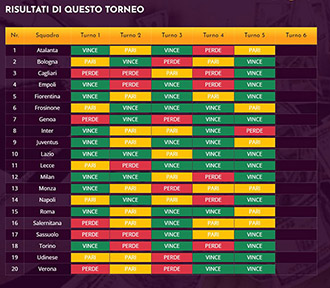 RISULTATI DI QUESTO TORNEO
Nr. Squadra Turno 1 Turno 2 Turno 3 Turno 4 Turno 5 Turno 6
1 Atalanta VINCE PARI VINCE PERDE PARI
2 Bologna PARI VINCE PERDE PARI VINCE
3 Cagliari PERDE PERDE PARI PERDE PARI
4 Empoli VINCE PERDE VINCE PERDE VINCE
5 Fiorentina PARI VINCE PARI VINCE PARI
6 Frosinone PARI PARI VINCE VINCE VINCE
7 Genoa PERDE VINCE PERDE VINCE VINCE
8 Inter PARI PARI VINCE VINCE PERDE
9 Juventus PARI VINCE PARI VINCE VINCE
10 Lazio VINCE PARI VINCE VINCE VINCE
11 Lecce PARI PERDE VINCE VINCE VINCE
12 Milan VINCE PARI VINCE PERDE VINCE
13 Monza PARI PARI PERDE PARI PARI
14 Napoli PARI VINCE PARI PERDE VINCE
15 Roma VINCE PARI VINCE VINCE VINCE
16 Salernitana PERDE PARI PERDE PARI PARI
17 Sassuolo PERDE PERDE PARI VINCE PARI
18 Torino VINCE PERDE PERDE VINCE VINCE
19 Udinese PARI PARI PERDE PERDE PARI
20 Verona PERDE PARI PERDE VINCE VINCE